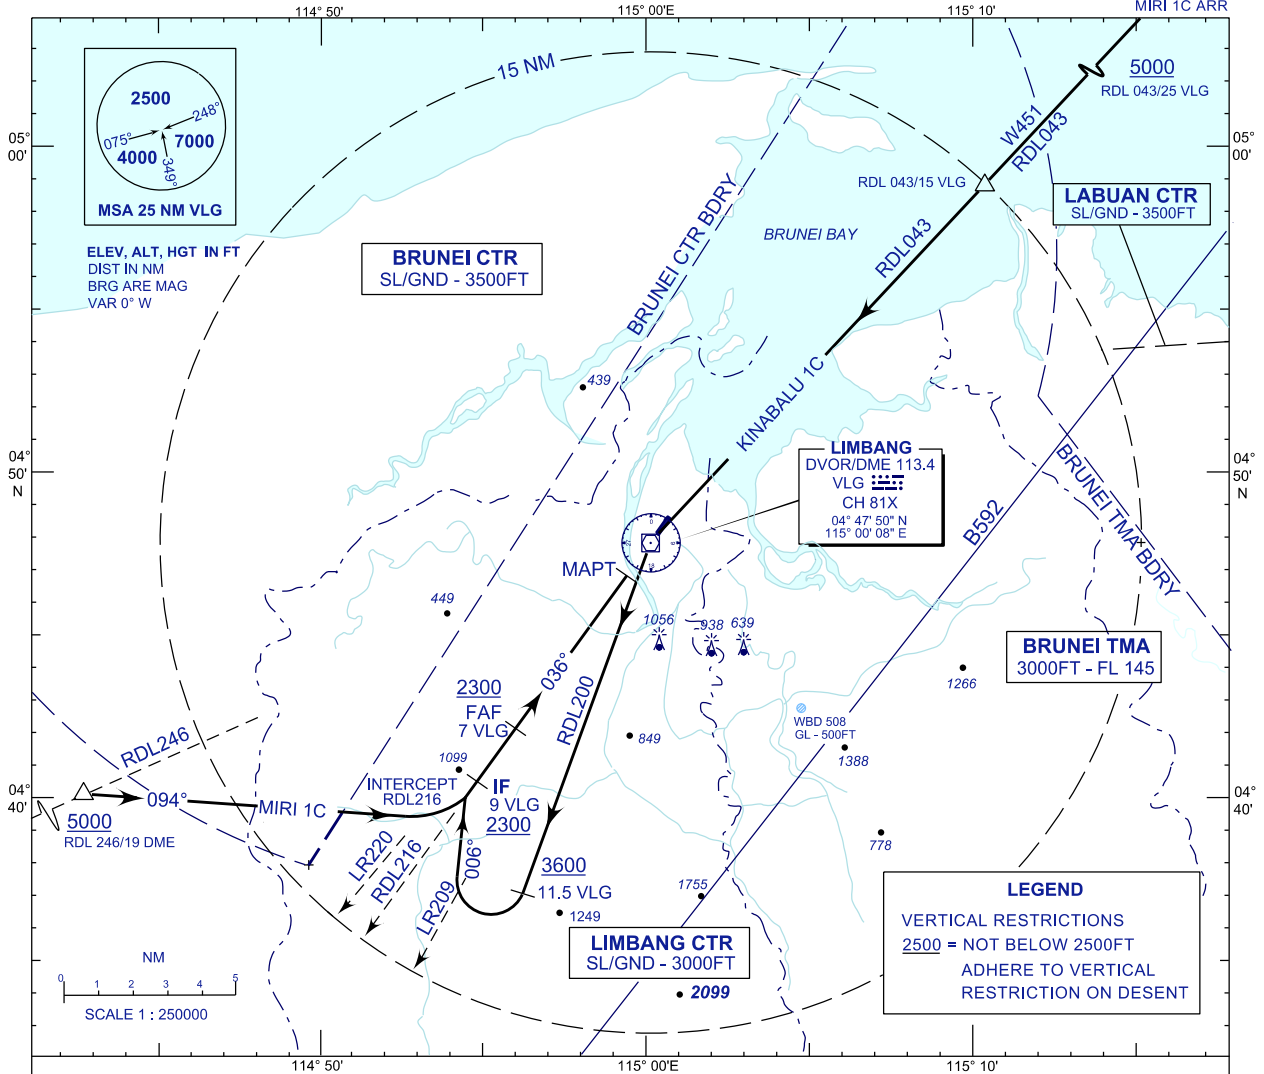 MIRI 1C ARR
114° 50'
115° 00'E
115° 10'
15 NM
5000
RDL 043/25 VLG
W451
RDL043
2500
248°
075°
7000
4000
349°
MSA 25 NM VLG
05°
00'
05°
00'
RDL 043/15 VLG
LABUAN CTR
SL/GND - 3500FT
BRUNEI CTR BDRY
BRUNEI BAY
RDL043
ELEV, ALT, HGT IN FT
DIST IN NM
BRG ARE MAG
VAR 0° W
BRUNEI CTR
SL/GND - 3500FT
439
KINABALU 1C
04°
50'
N
04°
50'
N
LIMBANG
DVOR/DME 113.4
VLG
CH 81X
04° 47' 50" N
115° 00' 08" E
B592
BRUNEI TMA BDRY
MAPT
449
1056
938
639
BRUNEI TMA
3000FT - FL 145
1266
2300
FAF
7 VLG
036°
RDL200
849
WBD 508
GL - 500FT
1388
RDL246
1099
INTERCEPT
RDL216
IF
9 VLG
2300
04°
40'
04°
40'
094°
MIRI 1C
5000
RDL 246/19 DME
LR220
RDL216
LR209
006°
3600
11.5 VLG
1249
1755
778
LIMBANG CTR
SL/GND - 3000FT
2099
LEGEND
VERTICAL RESTRICTIONS
2500 = NOT BELOW 2500FT
ADHERE TO VERTICAL
RESTRICTION ON DESENT
NM
0 1 2 3 4 5
SCALE 1 : 250000
114° 50'
115° 00'E
115° 10'